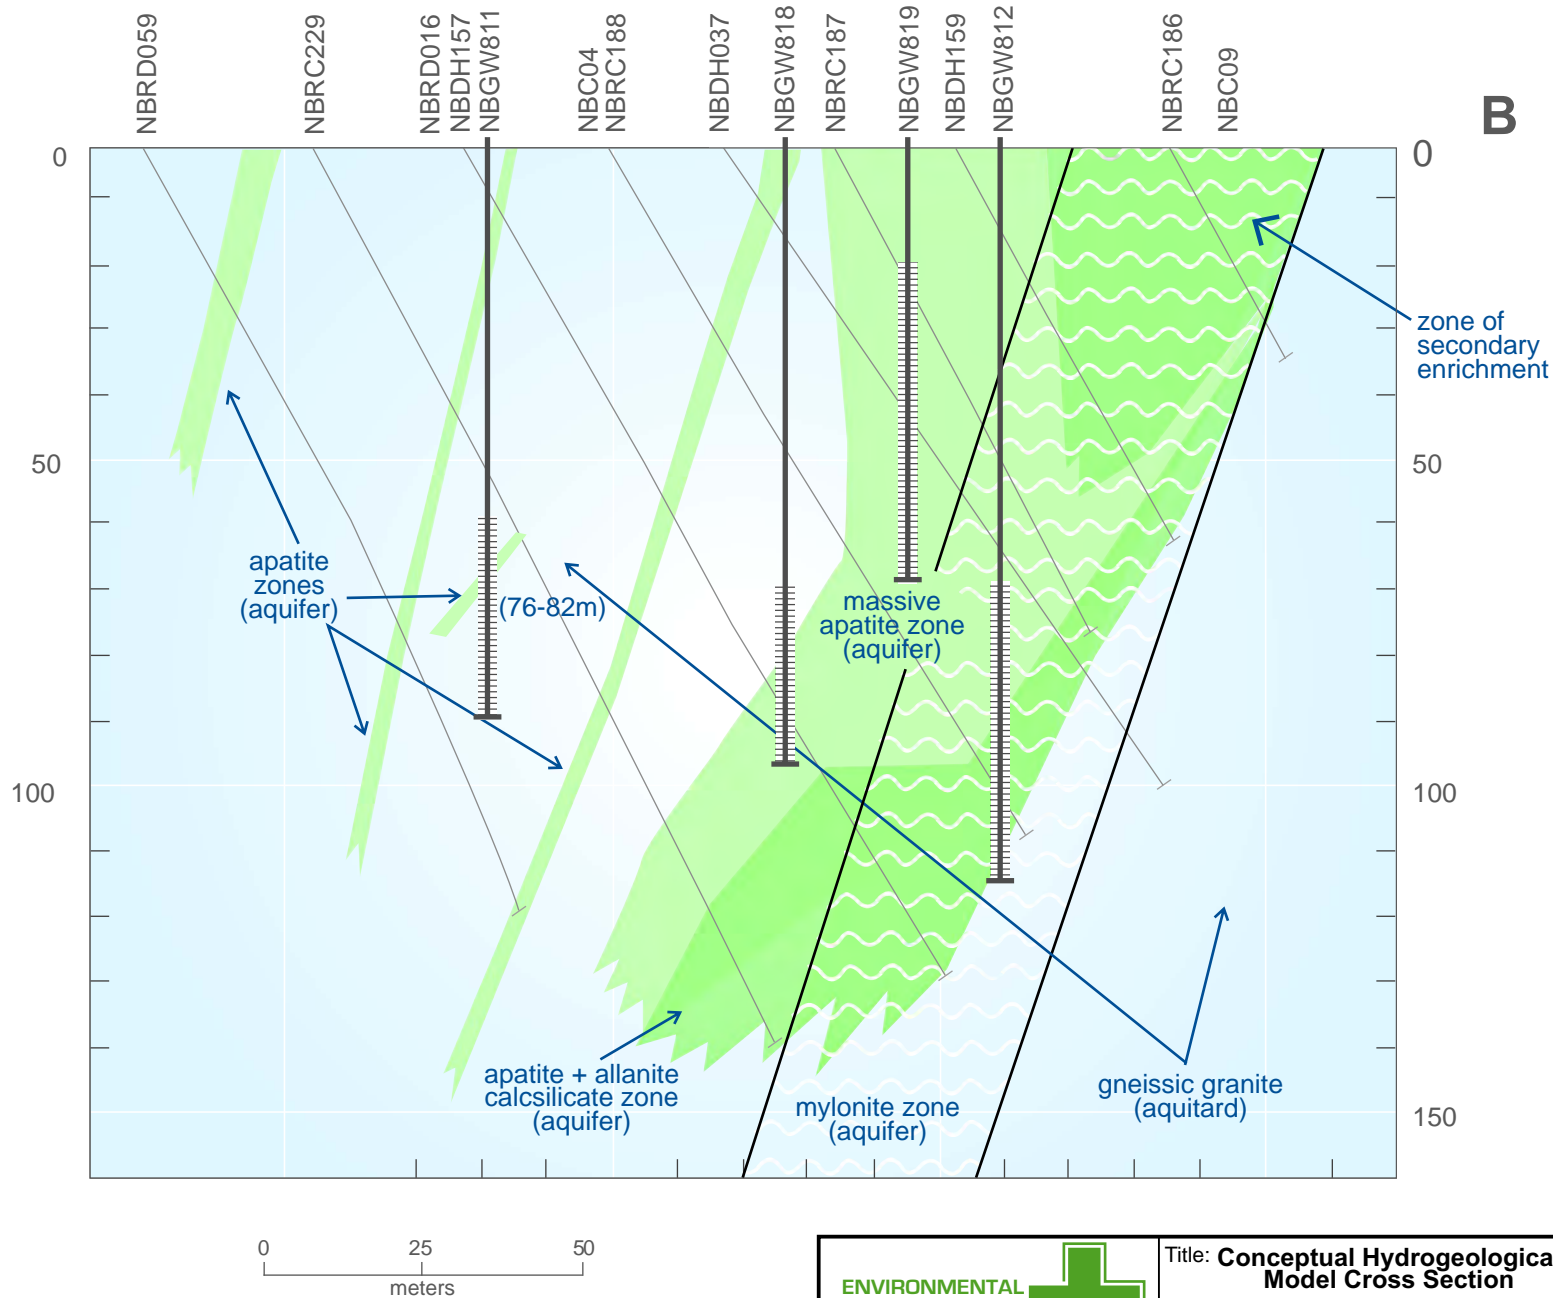 NBRD059
NBRC229
NBRD016
NBDH157
NBGW811
NBC04
NBRC188
NBDH037
NBGW818
NBRC187
NBGW819
NBDH159
NBGW812
NBRC186
NBC09
B
0
0
zone of
secondary
enrichment
50
50
apatite
zones
(aquifer)
(76-82m)
massive
apatite zone
(aquifer)
100
100
apatite + allanite
calcsilicate zone
(aquifer)
mylonite zone
(aquifer)
gneissic granite
(aquitard)
150
0 25 50
meters
ENVIRONMENTAL
Title: Conceptual Hydrogeologica
Model Cross Section